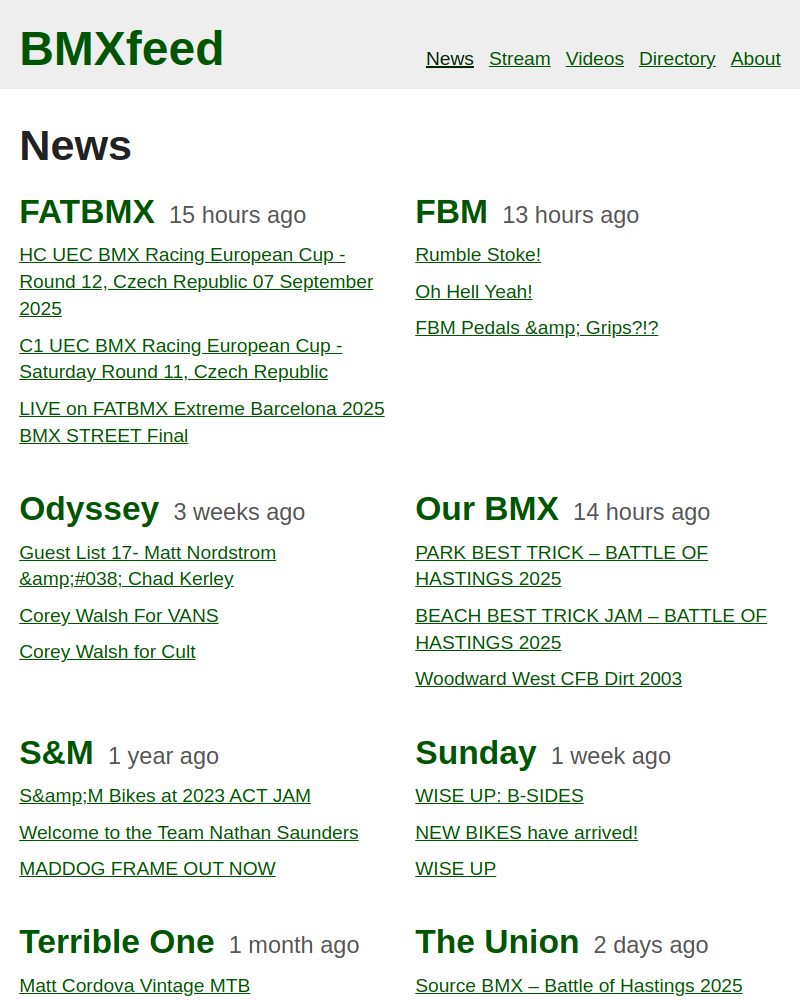 BMXfeed
News Stream Videos Directory About
News
FATBMX 15 hours ago
HC UEC BMX Racing European Cup -
Round 12, Czech Republic 07 September
2025
C1 UEC BMX Racing European Cup -
Saturday Round 11, Czech Republic
LIVE on FATBMX Extreme Barcelona 2025
BMX STREET Final
FBM 13 hours ago
Rumble Stoke!
Oh Hell Yeah!
FBM Pedals &amp; Grips?!?
Odyssey 3 weeks ago
Guest List 17- Matt Nordstrom
&amp;#038; Chad Kerley
Corey Walsh For VANS
Corey Walsh for Cult
Our BMX 14 hours ago
PARK BEST TRICK – BATTLE OF
HASTINGS 2025
BEACH BEST TRICK JAM – BATTLE OF
HASTINGS 2025
Woodward West CFB Dirt 2003
S&M 1 year ago
S&amp;M Bikes at 2023 ACT JAM
Welcome to the Team Nathan Saunders
MADDOG FRAME OUT NOW
Sunday 1 week ago
WISE UP: B-SIDES
NEW BIKES have arrived!
WISE UP
Terrible One 1 month ago
Matt Cordova Vintage MTB
The Union 2 days ago
Source BMX – Battle of Hastings 2025